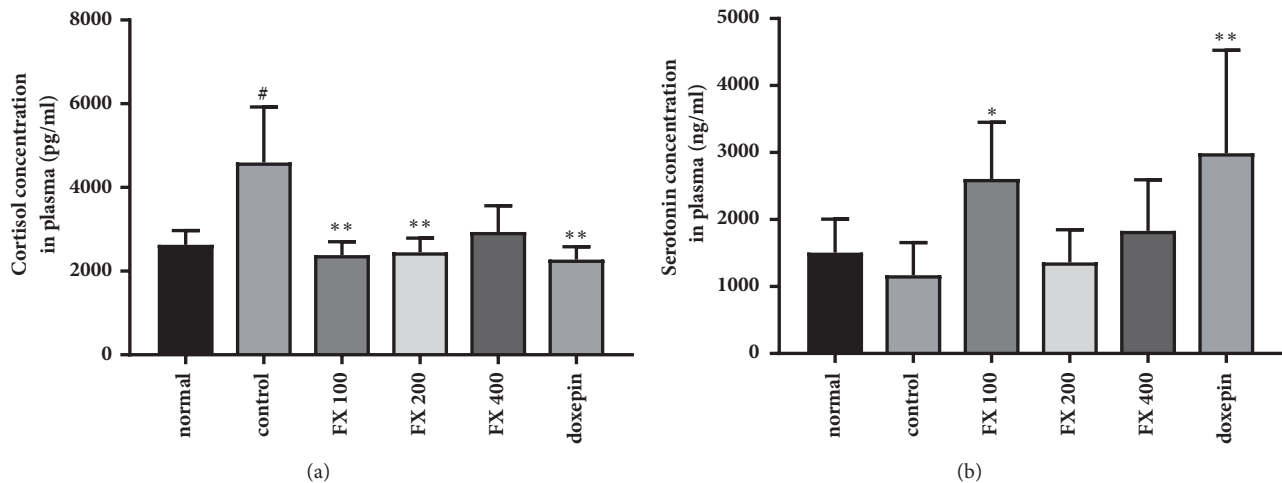 Cortisol concentration
in plasma (pg/ml)
8000
6000
4000
2000
0
#
**
**
**
normal
control
FX 100
FX 200
FX 400
doxepin
(a)
Serotonin concentration
in plasma (ng/ml)
5000
4000
3000
2000
1000
0
*
**
normal
control
FX 100
FX 200
FX 400
doxepin
(b)